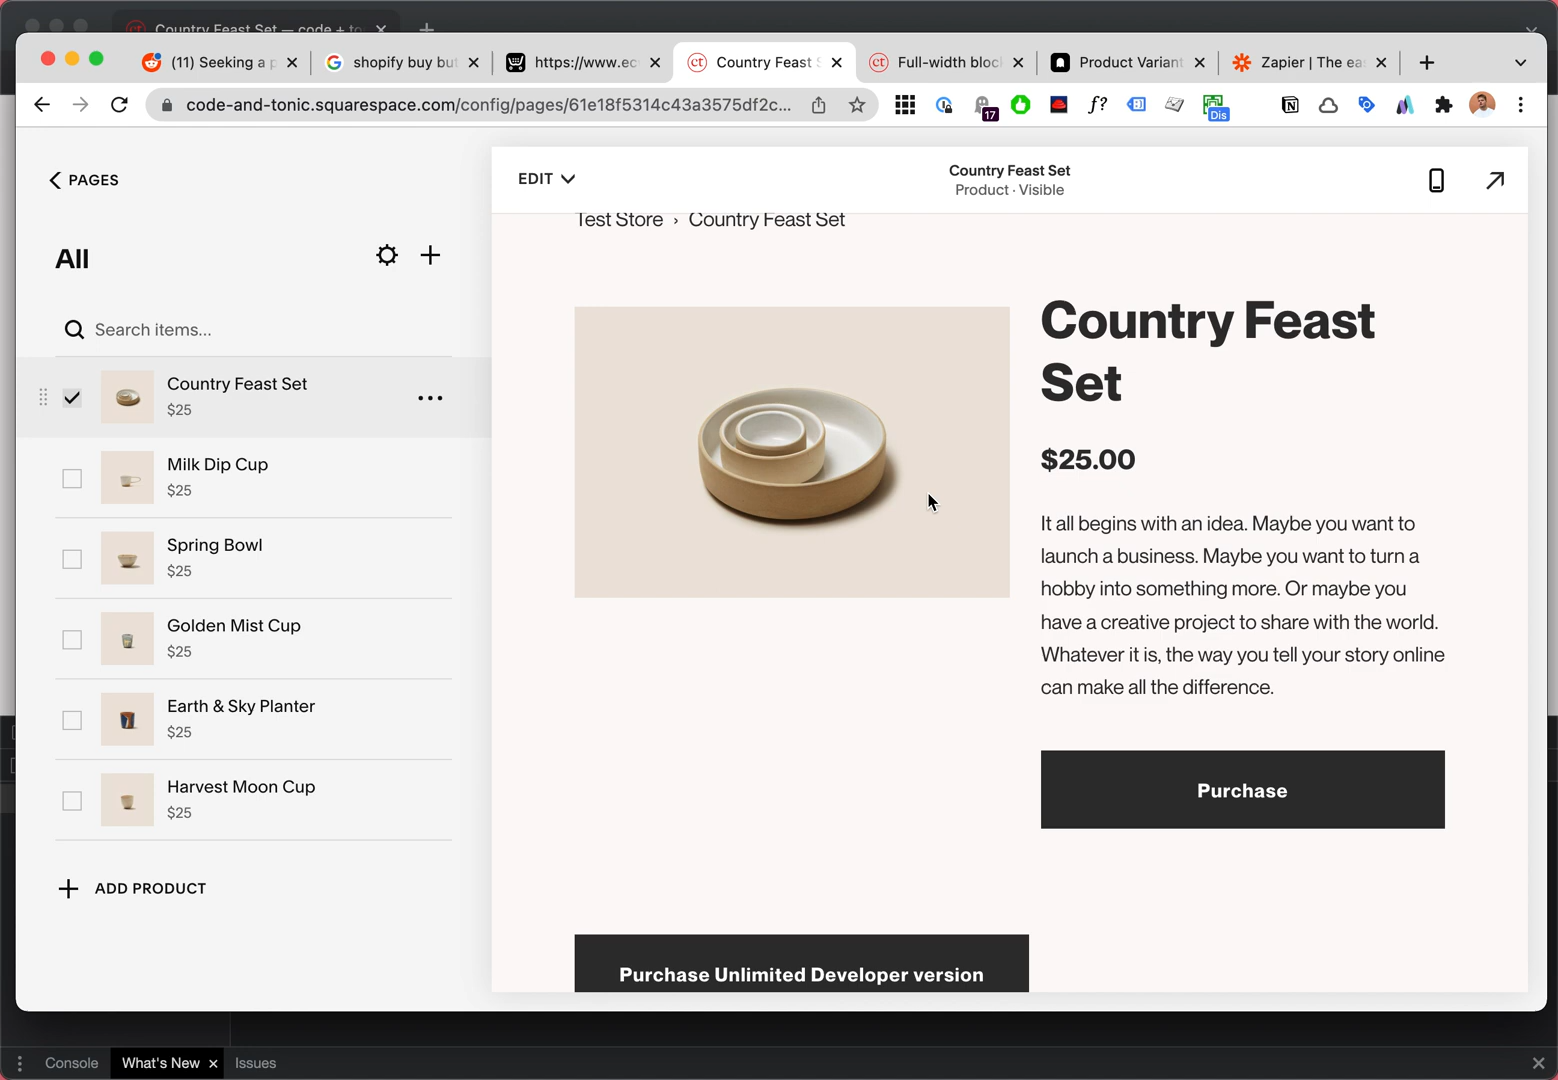 Country Feast Set — code + to
(11) Seeking a p
shopify buy but
https://www.ec
Country Feast S
Full-width bloc
Product Variant
Zapier | The ea
code-and-tonic.squarespace.com/config/pages/61e18f5314c43a3575df2c...
17
f?
Dis
PAGES
All
Search items...
Country Feast Set
$25
Milk Dip Cup
$25
Spring Bowl
$25
Golden Mist Cup
$25
Earth & Sky Planter
$25
Harvest Moon Cup
$25
ADD PRODUCT
EDIT
Country Feast Set
Product · Visible
Test Store › Country Feast Set
Country Feast
Set
$25.00
It all begins with an idea. Maybe you want to
launch a business. Maybe you want to turn a
hobby into something more. Or maybe you
have a creative project to share with the world.
Whatever it is, the way you tell your story online
can make all the difference.
Purchase
Purchase Unlimited Developer version
Console
What's New
Issues